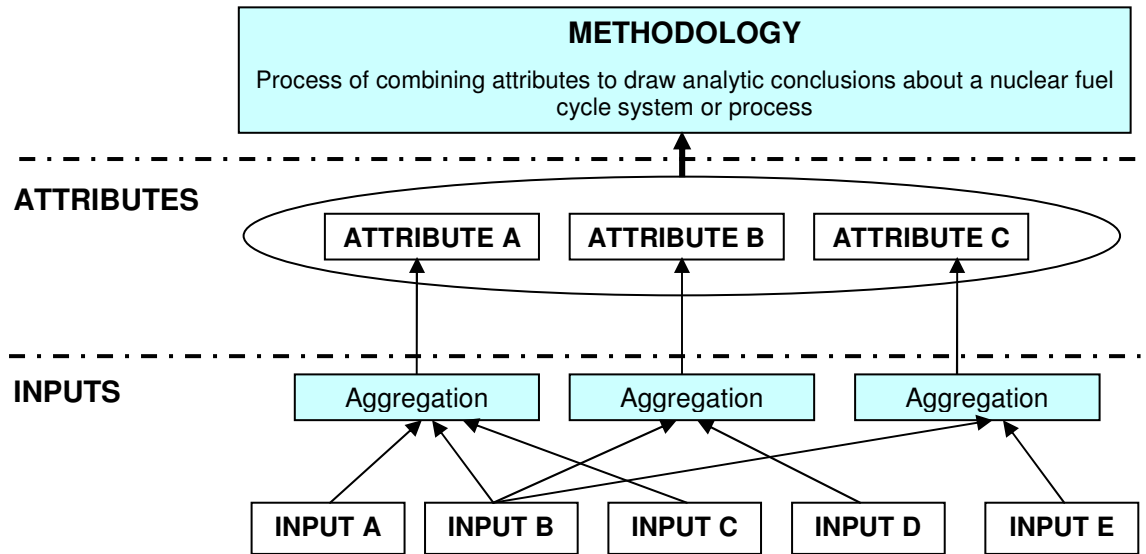 METHODOLOGY
Process of combining attributes to draw analytic conclusions about a nuclear fuel
cycle system or process
ATTRIBUTES
ATTRIBUTE A
ATTRIBUTE B
ATTRIBUTE C
INPUTS
Aggregation
Aggregation
Aggregation
INPUT A
INPUT B
INPUT C
INPUT D
INPUT E